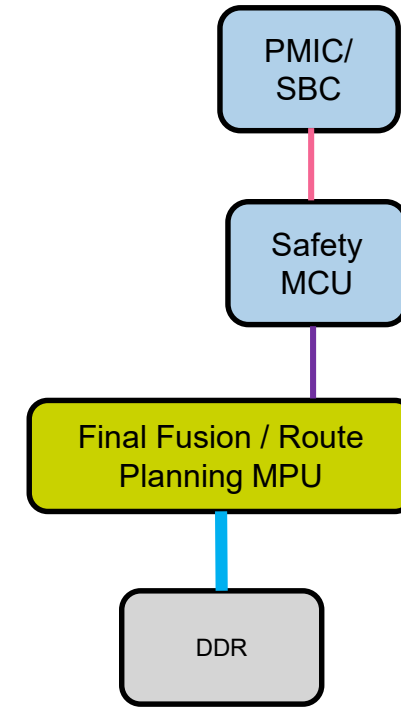 PMIC/
SBC
Safety
MCU
Final Fusion / Route
Planning MPU
DDR